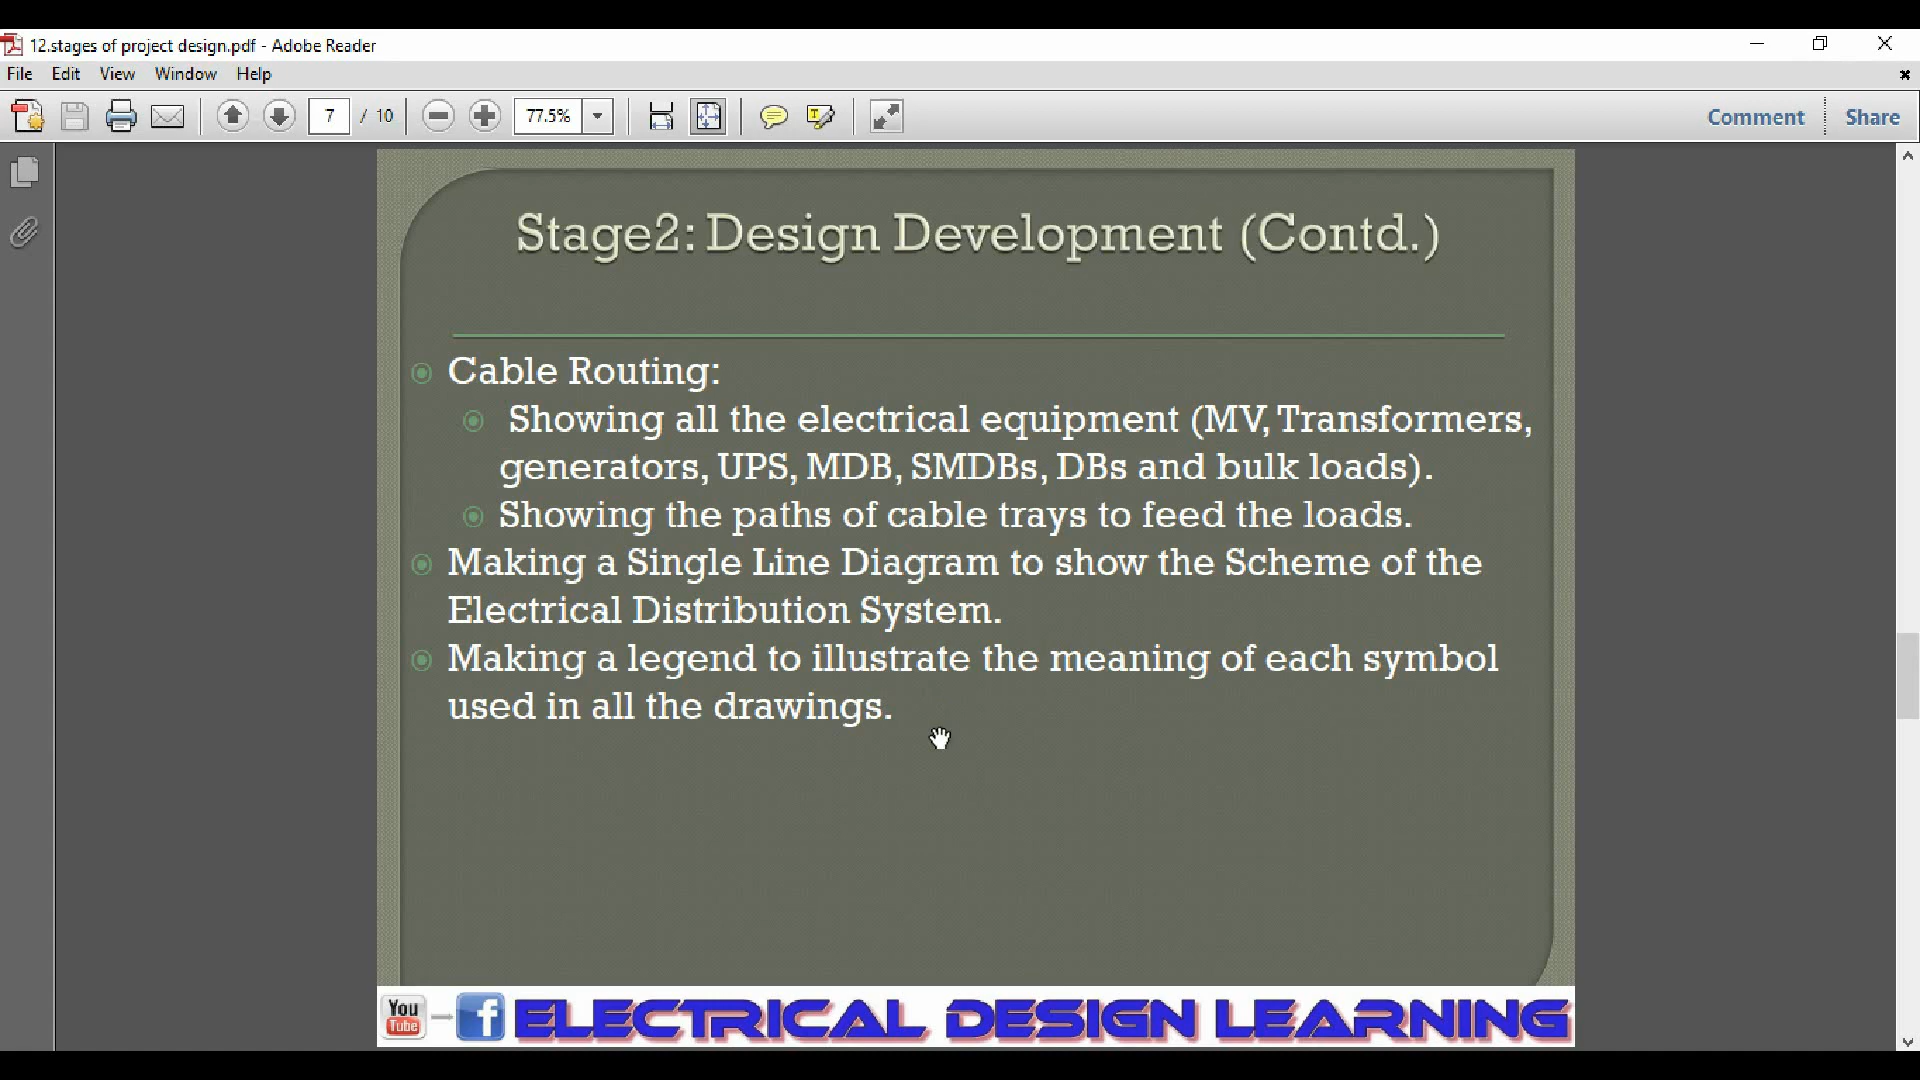 12.stages of project design.pdf - Adobe Reader
File Edit View Window Help
7 / 10 77.5% Comment Share
Stage2: Design Development (Contd.)
Cable Routing:
Showing all the electrical equipment (MV, Transformers,
generators, UPS, MDB, SMDBs, DBs and bulk loads).
Showing the paths of cable trays to feed the loads.
Making a Single Line Diagram to show the Scheme of the
Electrical Distribution System.
Making a legend to illustrate the meaning of each symbol
used in all the drawings.
You Tube f ELECTRICAL DESIGN LEARNING